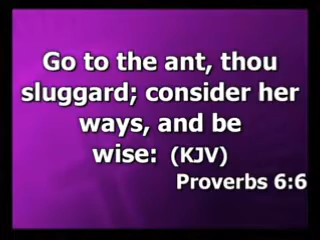 Go to the ant, thou
sluggard; consider her
ways, and be
wise: (KJV)
Proverbs 6:6